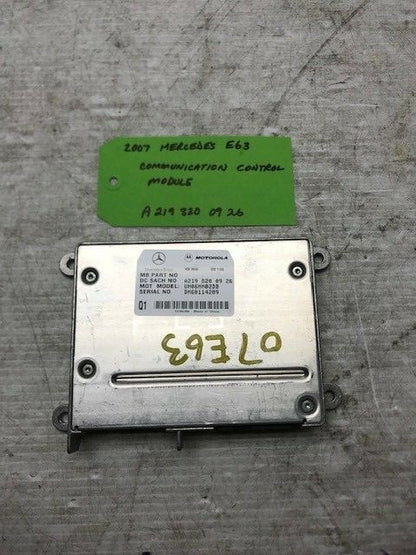 2007 MERCEDES E63
COMMUNICATION CONTROL
MODULE
A 219 820 09 26
MOTOROLA
MB PART NO
DC SACH NO A219 820 09 26
MOT MODEL:
SERIAL NO
Q1
07E63